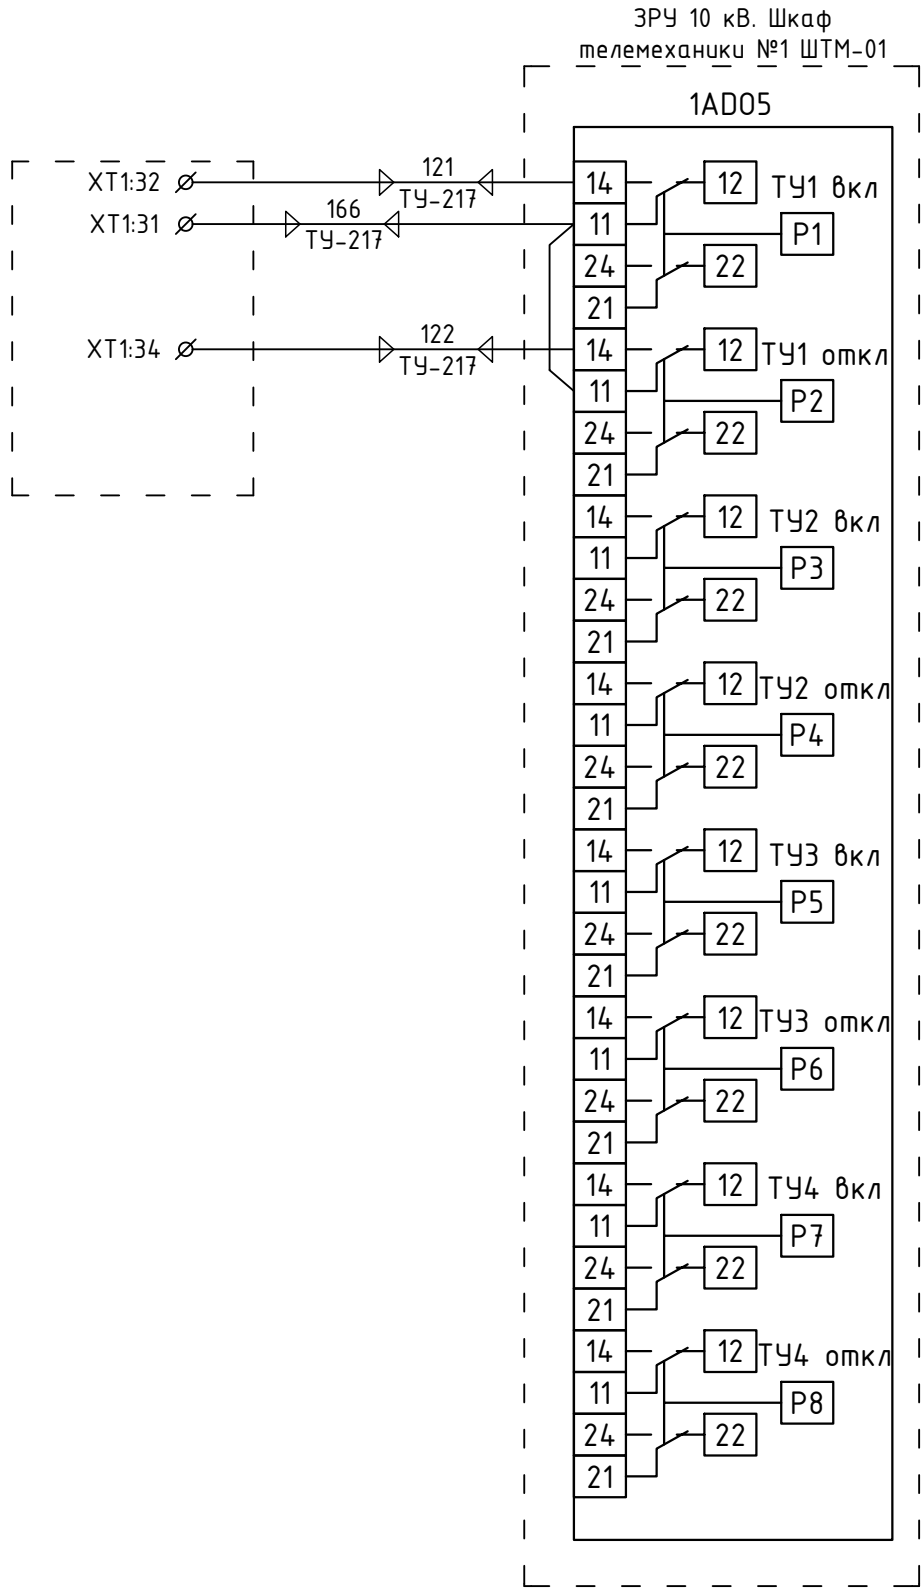 ЗРУ 10 кВ. Шкаф
телемеханики №1 ШТМ-01
1AD05
XT1:32
121
ТУ-217
14
12
ТУ1 вкл
XT1:31
166
ТУ-217
11
P1
24
22
21
XT1:34
122
ТУ-217
14
12
ТУ1 откл
11
P2
24
22
21
14
12
ТУ2 вкл
11
P3
24
22
21
14
12
ТУ2 откл
11
P4
24
22
21
14
12
ТУ3 вкл
11
P5
24
22
21
14
12
ТУ3 откл
11
P6
24
22
21
14
12
ТУ4 вкл
11
P7
24
22
21
14
12
ТУ4 откл
11
P8
24
22
21